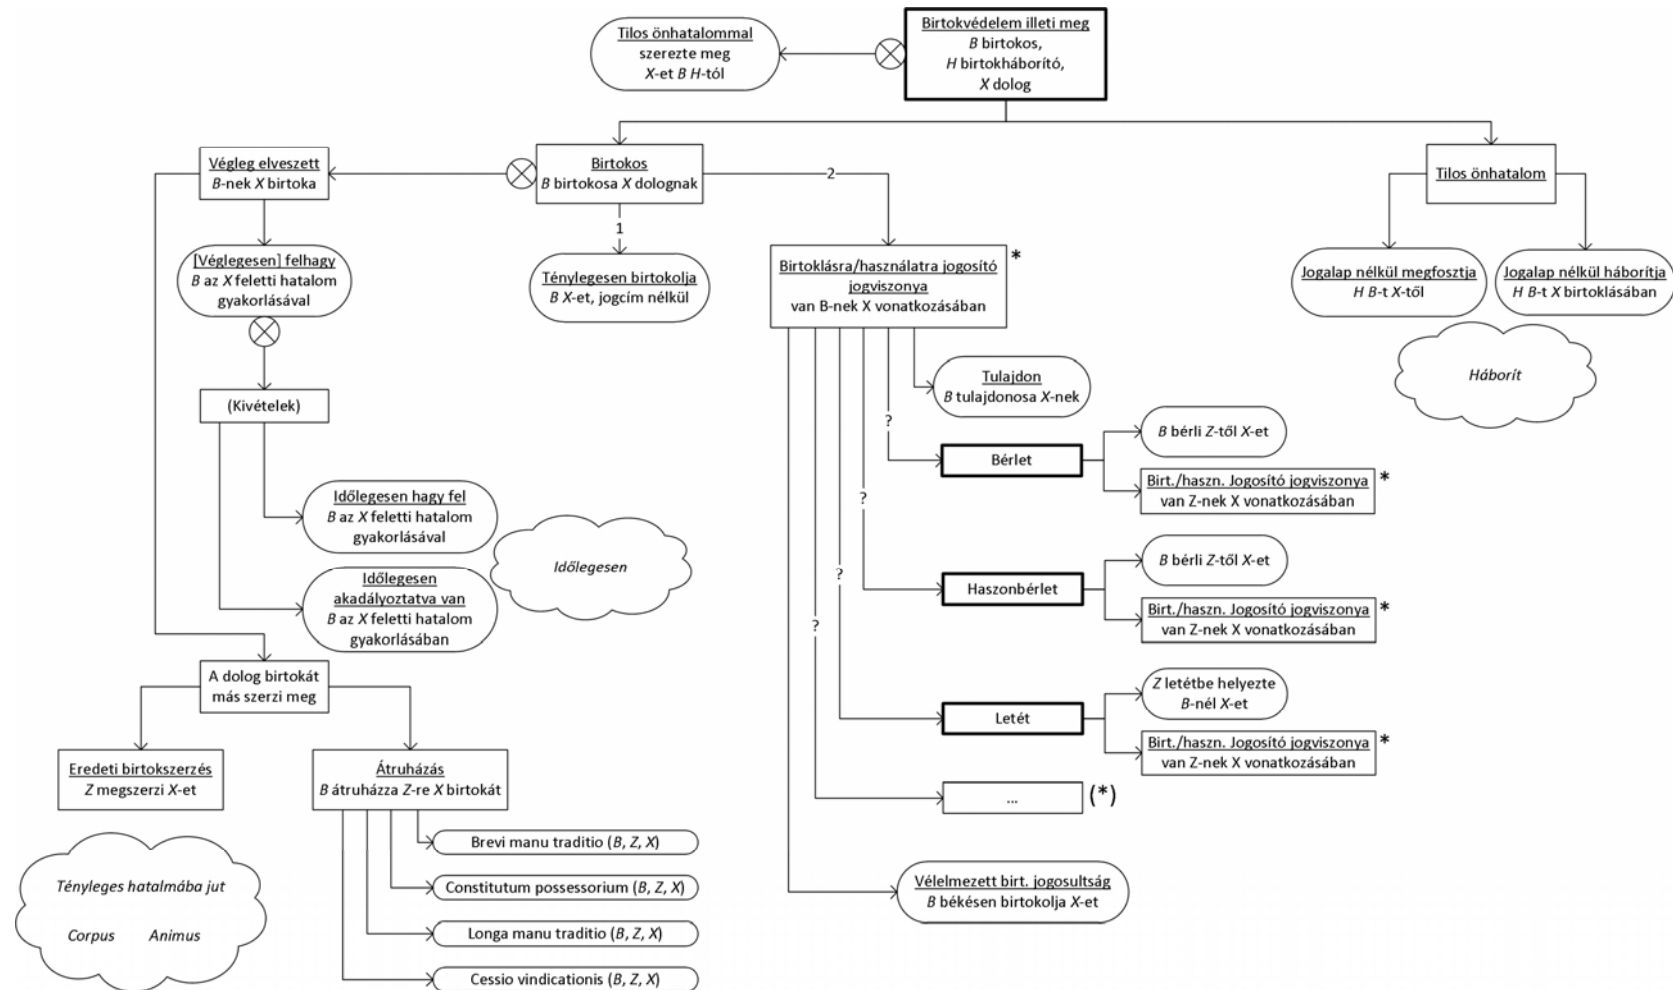 Tilos önhatalommal
szerezte meg
X-et B H-tól
Birtokvédelem illeti meg
B birtokos,
H birtokháborító,
X dolog
Végleg elveszett
B-nek X birtoka
Birtokos
B birtokosa X dolognak
2
Tilos önhatalom
1
[Véglegesen] felhagy
B az X feletti hatalom
gyakorlásával
Ténylegesen birtokolja
B X-et, jogcím nélkül
Birtoklásra/használatra jogosító
jogviszonya
van B-nek X vonatkozásában
*
Jogalap nélkül megfosztja
H B-t X-től
Jogalap nélkül háborítja
H B-t X birtoklásában
Háborít
(Kivételek)
Tulajdon
B tulajdonosa X-nek
?
Bérlet
B bérli Z-től X-et
Birt./haszn. Jogosító jogviszonya
van Z-nek X vonatkozásában
*
Időlegesen hagy fel
B az X feletti hatalom
gyakorlásával
Időlegesen
?
Haszonbérlet
B bérli Z-től X-et
Birt./haszn. Jogosító jogviszonya
van Z-nek X vonatkozásában
*
Időlegesen
akadályoztatva van
B az X feletti hatalom
gyakorlásában
?
Letét
Z letétbe helyezte
B-nél X-et
Birt./haszn. Jogosító jogviszonya
van Z-nek X vonatkozásában
*
?
... (*)
A dolog birtokát
más szerzi meg
Eredeti birtokszerzés
Z megszerzi X-et
Átruházás
B átruházza Z-re X birtokát
Brevi manu traditio (B, Z, X)
Constitutum possessorium (B, Z, X)
Longa manu traditio (B, Z, X)
Cessio vindicationis (B, Z, X)
Tényleges hatalmába jut
Corpus Animus
Vélelmezett birt. jogosultság
B békésen birtokolja X-et